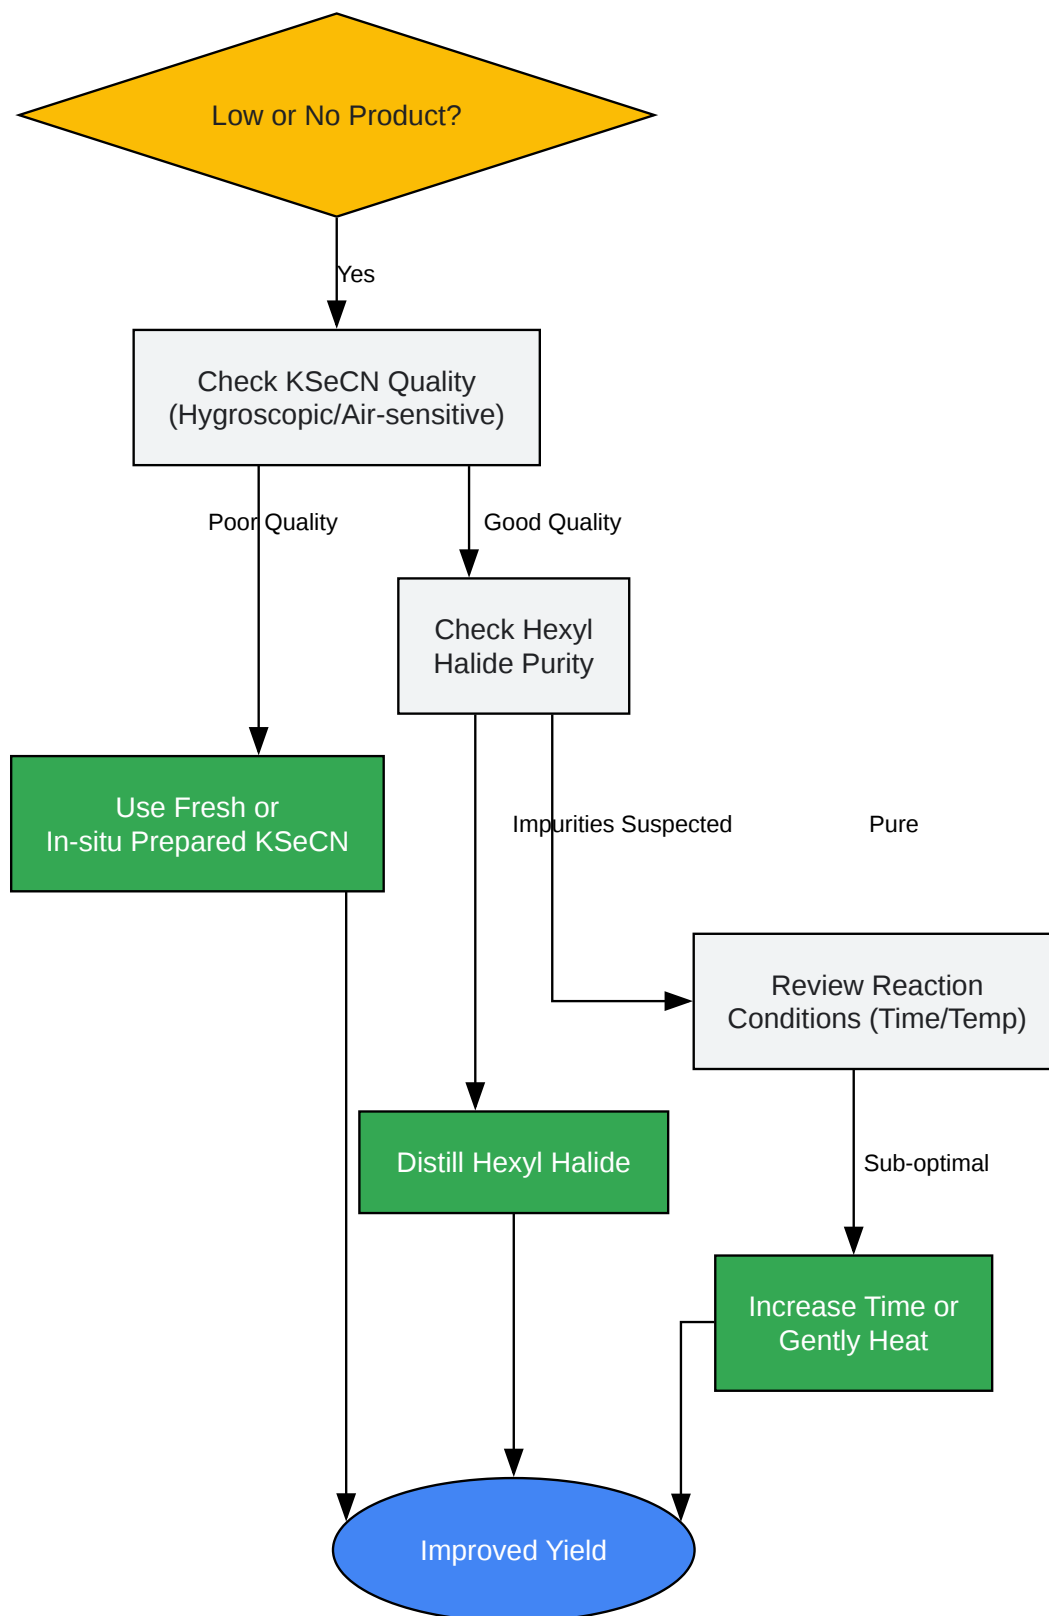 Low or No Product?
Yes
Check KSeCN Quality
(Hygroscopic/Air-sensitive)
Poor Quality
Good Quality
Check Hexyl
Halide Purity
Use Fresh or
In-situ Prepared KSeCN
Impurities Suspected
Pure
Review Reaction
Conditions (Time/Temp)
Distill Hexyl Halide
Sub-optimal
Increase Time or
Gently Heat
Improved Yield